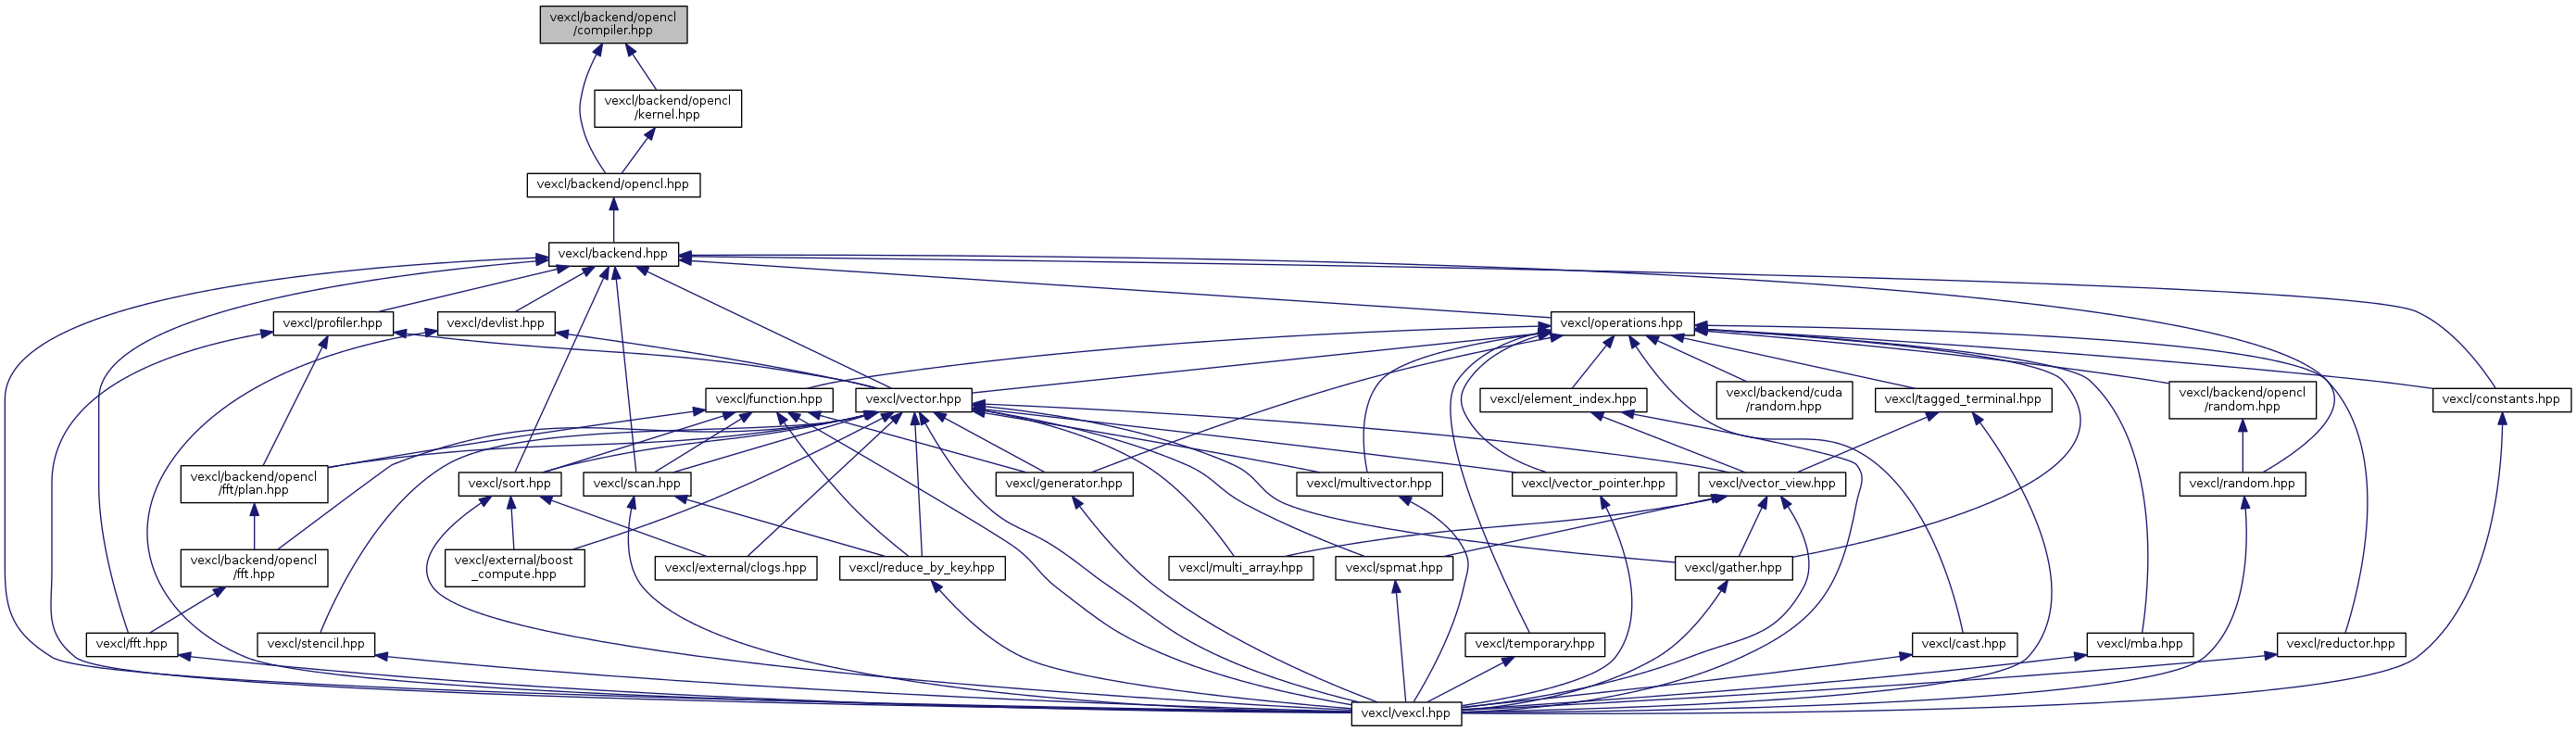 vexcl/backend/opencl
/compiler.hpp
vexcl/backend/opencl
/kernel.hpp
vexcl/backend/opencl.hpp
vexcl/backend.hpp
vexcl/profiler.hpp
vexcl/devlist.hpp
vexcl/operations.hpp
vexcl/function.hpp
vexcl/vector.hpp
vexcl/element_index.hpp
vexcl/backend/cuda
/random.hpp
vexcl/tagged_terminal.hpp
vexcl/backend/opencl
/random.hpp
vexcl/constants.hpp
vexcl/backend/opencl
/fft/plan.hpp
vexcl/sort.hpp
vexcl/scan.hpp
vexcl/generator.hpp
vexcl/multivector.hpp
vexcl/vector_pointer.hpp
vexcl/vector_view.hpp
vexcl/random.hpp
vexcl/backend/opencl
/fft.hpp
vexcl/external/boost
_compute.hpp
vexcl/external/clogs.hpp
vexcl/reduce_by_key.hpp
vexcl/multi_array.hpp
vexcl/spmat.hpp
vexcl/gather.hpp
vexcl/fft.hpp
vexcl/stencil.hpp
vexcl/temporary.hpp
vexcl/cast.hpp
vexcl/mba.hpp
vexcl/reductor.hpp
vexcl/vexcl.hpp